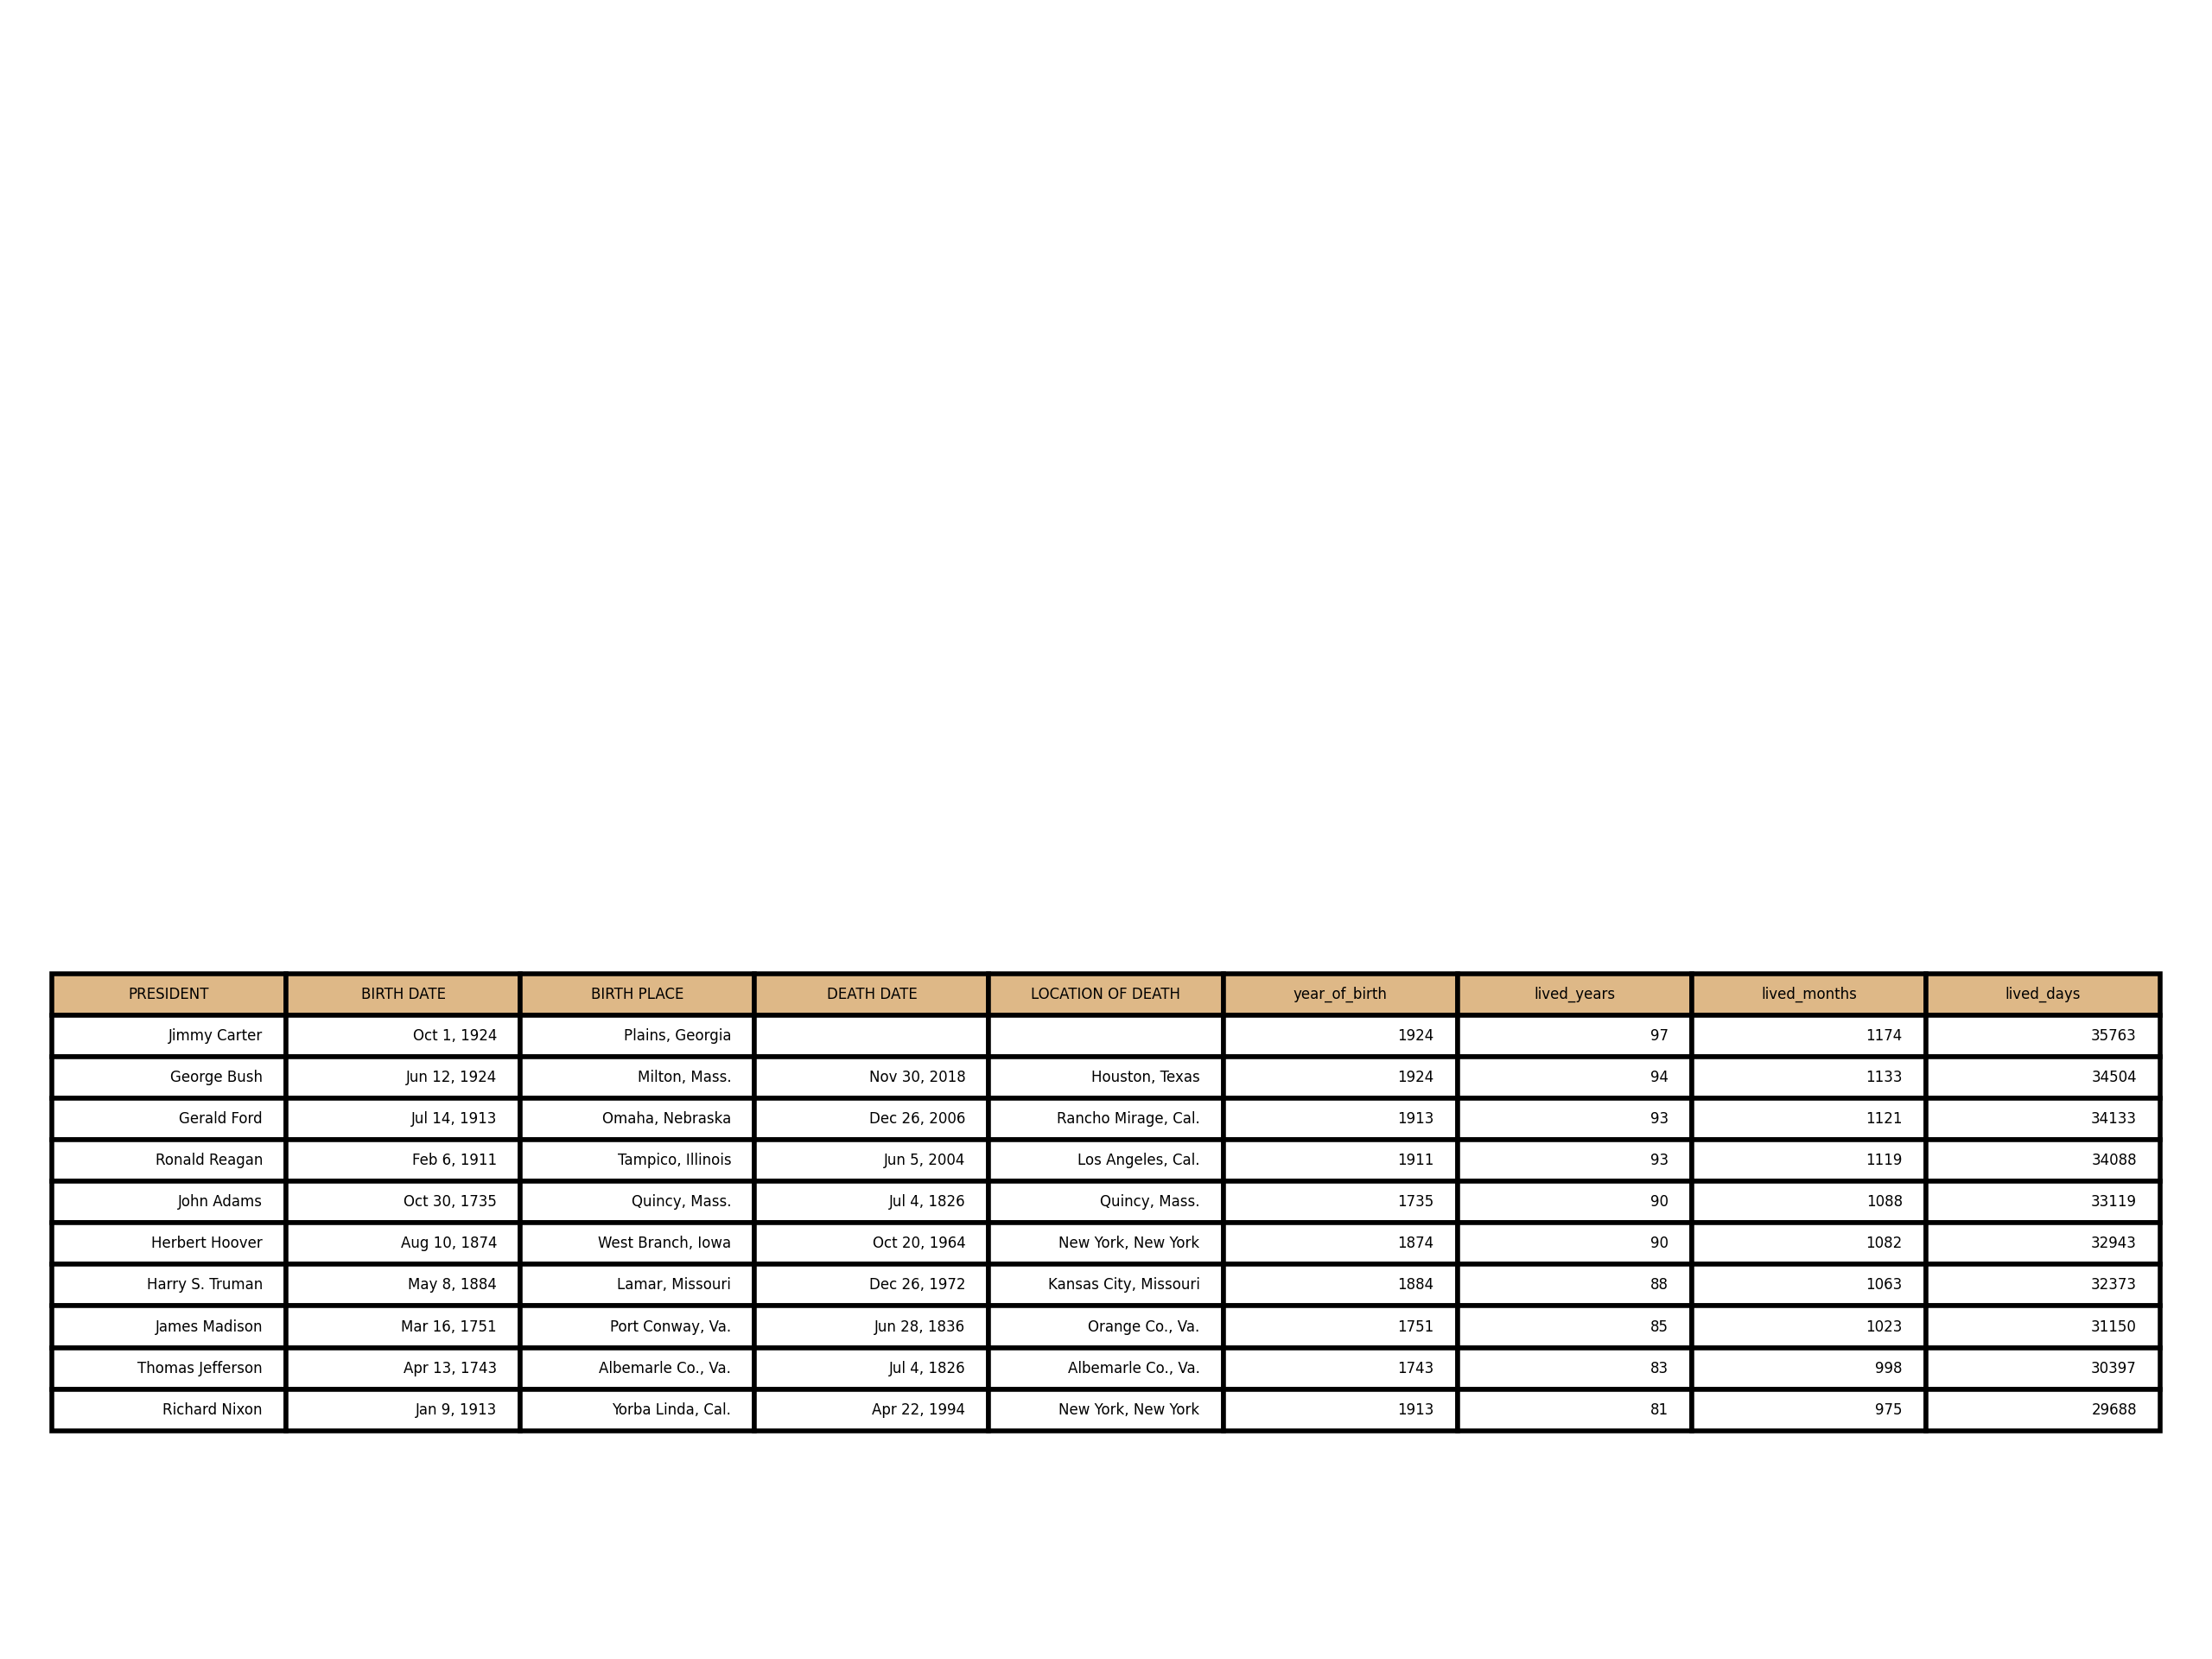 PRESIDENT BIRTH DATE BIRTH PLACE DEATH DATE LOCATION OF DEATH year_of_birth lived_years lived_months lived_days
Jimmy Carter Oct 1, 1924 Plains, Georgia 1924 97 1174 35763
George Bush Jun 12, 1924 Milton, Mass. Nov 30, 2018 Houston, Texas 1924 94 1133 34504
Gerald Ford Jul 14, 1913 Omaha, Nebraska Dec 26, 2006 Rancho Mirage, Cal. 1913 93 1121 34133
Ronald Reagan Feb 6, 1911 Tampico, Illinois Jun 5, 2004 Los Angeles, Cal. 1911 93 1119 34088
John Adams Oct 30, 1735 Quincy, Mass. Jul 4, 1826 Quincy, Mass. 1735 90 1088 33119
Herbert Hoover Aug 10, 1874 West Branch, Iowa Oct 20, 1964 New York, New York 1874 90 1082 32943
Harry S. Truman May 8, 1884 Lamar, Missouri Dec 26, 1972 Kansas City, Missouri 1884 88 1063 32373
James Madison Mar 16, 1751 Port Conway, Va. Jun 28, 1836 Orange Co., Va. 1751 85 1023 31150
Thomas Jefferson Apr 13, 1743 Albemarle Co., Va. Jul 4, 1826 Albemarle Co., Va. 1743 83 998 30397
Richard Nixon Jan 9, 1913 Yorba Linda, Cal. Apr 22, 1994 New York, New York 1913 81 975 29688